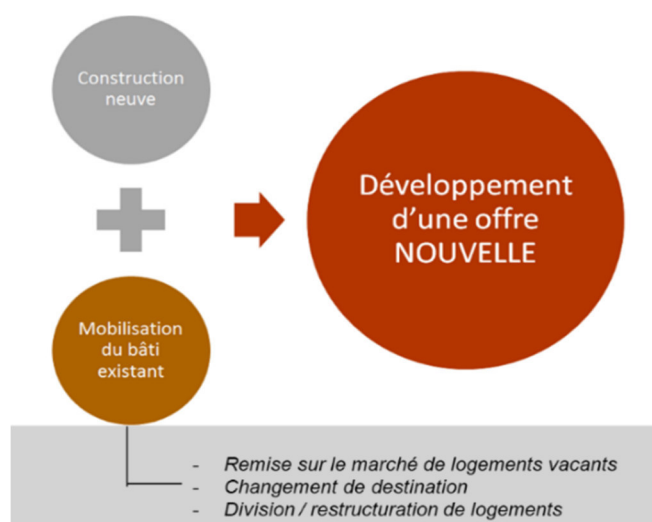 Construction
neuve
Développement
d'une offre
NOUVELLE
Mobilisation
du bâti
existant
- Remise sur le marché de logements vacants
- Changement de destination
- Division / restructuration de logements